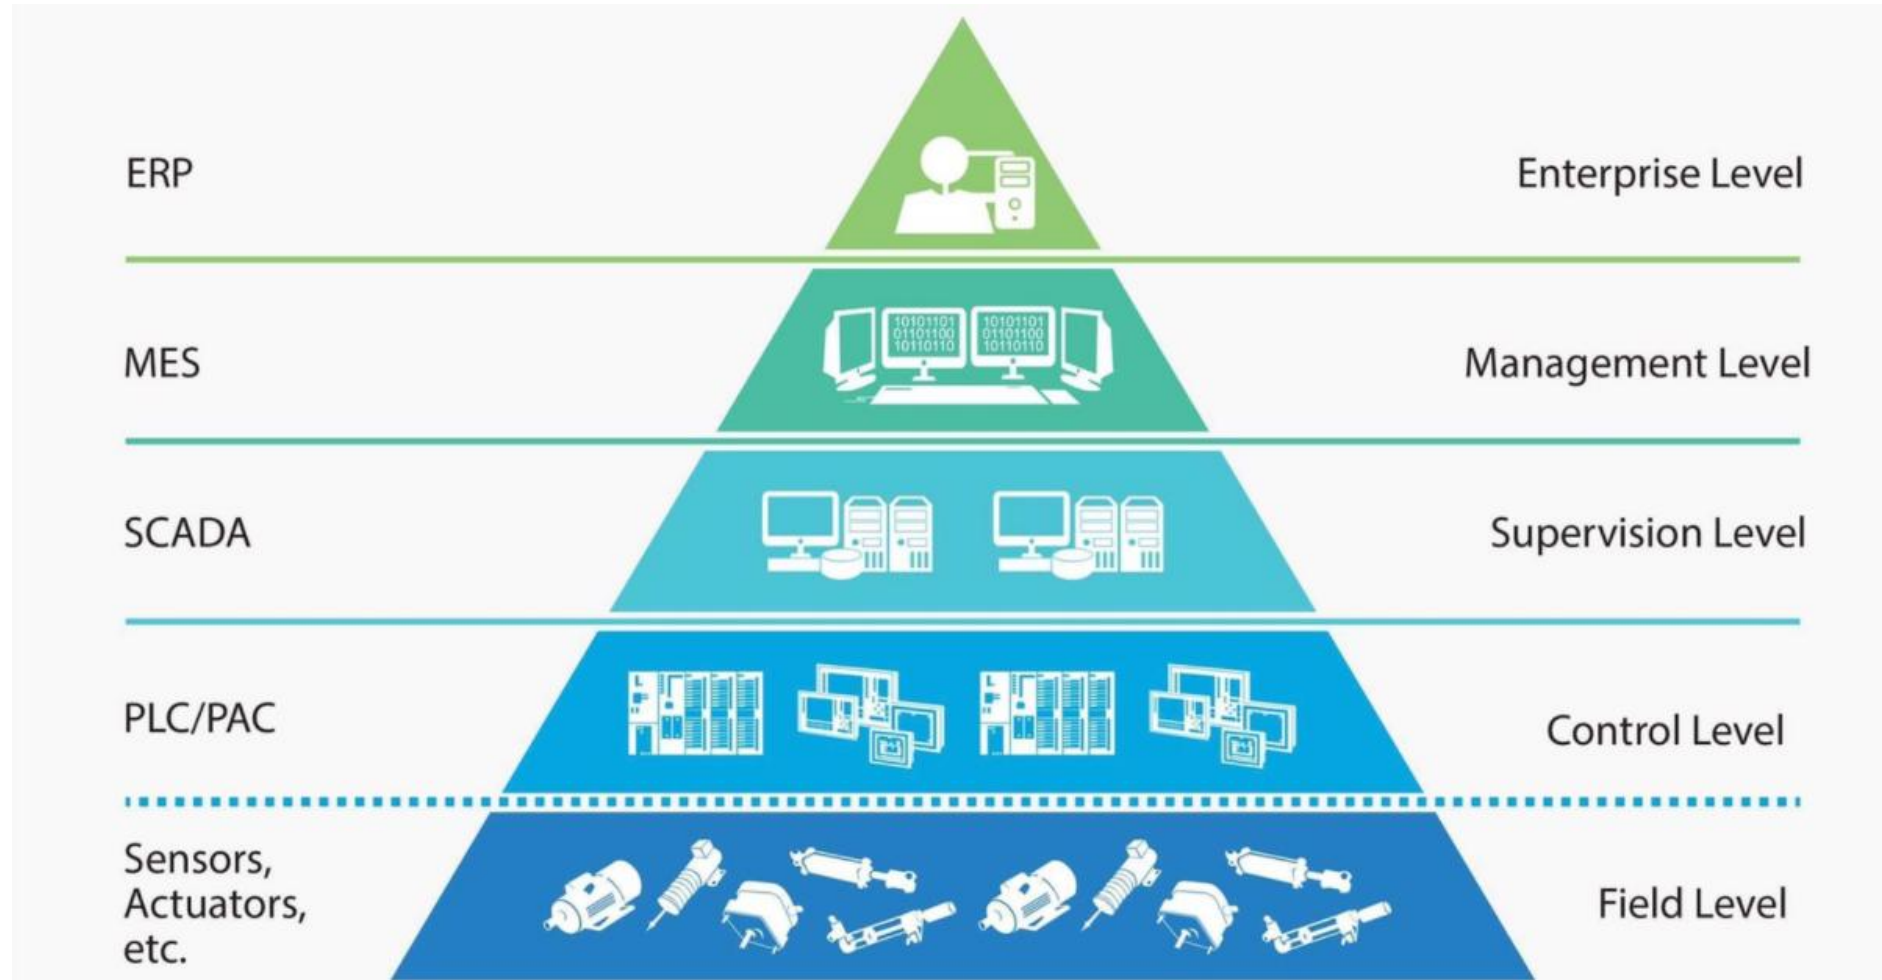 ERP
Enterprise Level
10101101
01101100
10110110
10101101
01101100
10110110
MES
Management Level
SCADA
Supervision Level
PLC/PAC
Control Level
Sensors,
Actuators,
etc.
Field Level